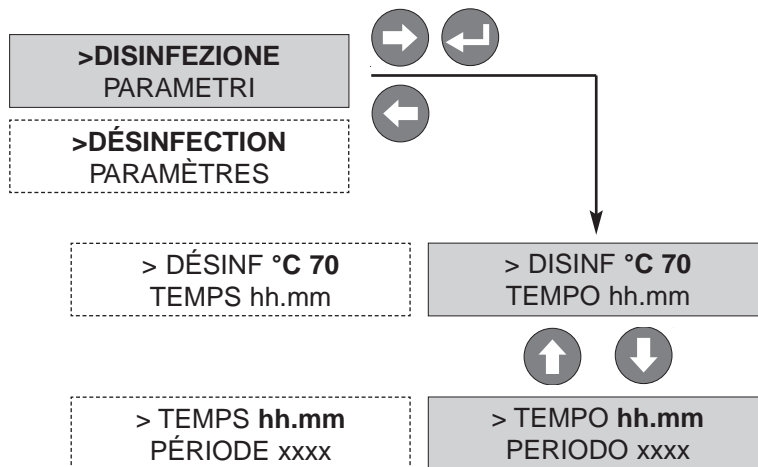 >DISINFEZIONE
PARAMETRI
>DÉSINFECTION
PARAMÈTRES
> DÉSINF °C 70
TEMPS hh.mm
> DISINF °C 70
TEMPO hh.mm
> TEMPS hh.mm
PÉRIODE xxxx
> TEMPO hh.mm
PERIODO xxxx